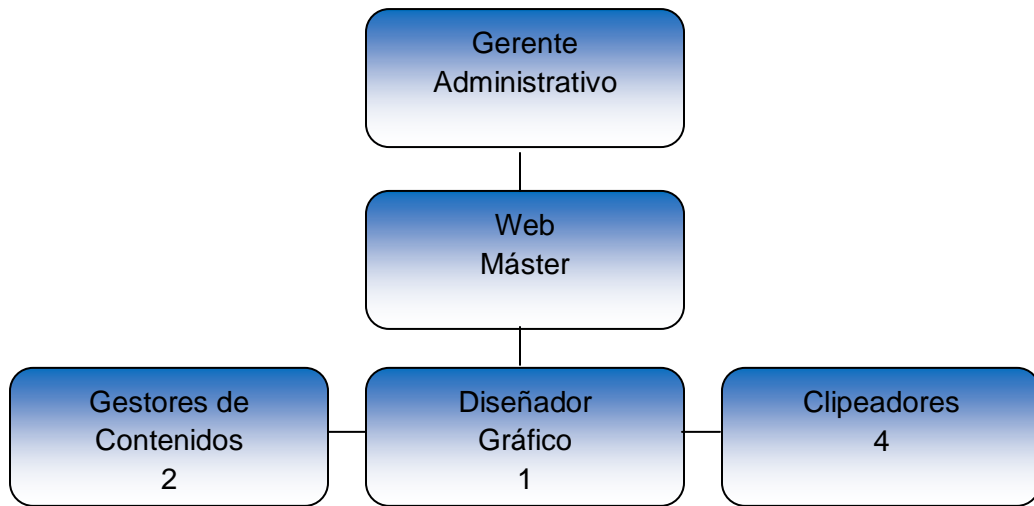 Gerente
Administrativo
Web
Máster
Gestores de
Contenidos
2
Diseñador
Gráfico
1
Clipeadores
4